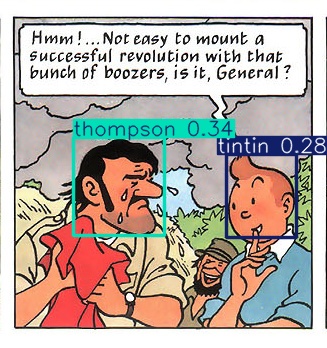 Hmm!...Not easy to mount a
successful revolution with that
bunch of boozers, is it, General?
thompson 0.34
tintin 0.28